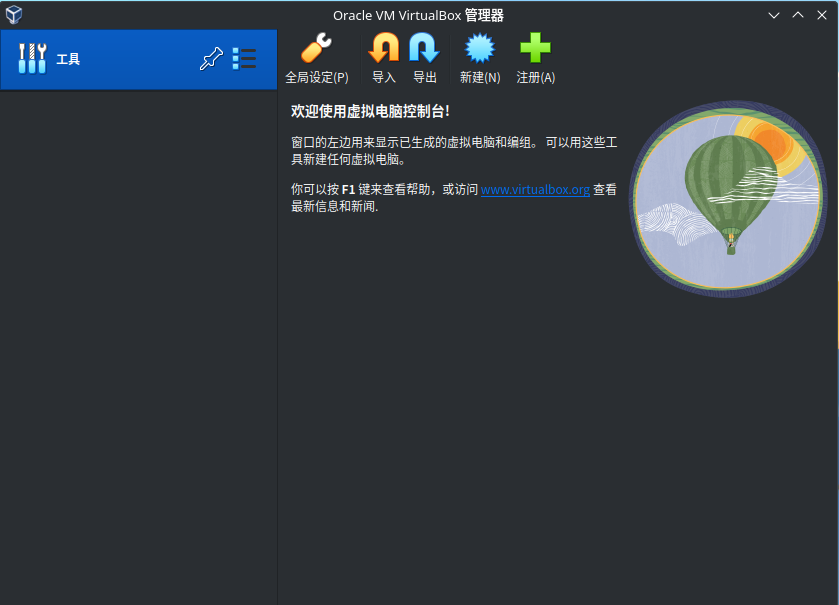 Oracle VM VirtualBox 管理器
工具
全局设定(P)
导入
导出
新建(N)
注册(A)
欢迎使用虚拟电脑控制台!
窗口的左边用来显示已生成的虚拟电脑和编组。 可以用这些工
具新建任何虚拟电脑。
你可以按 F1 键来查看帮助，或访问 www.virtualbox.org 查看
最新信息和新闻.